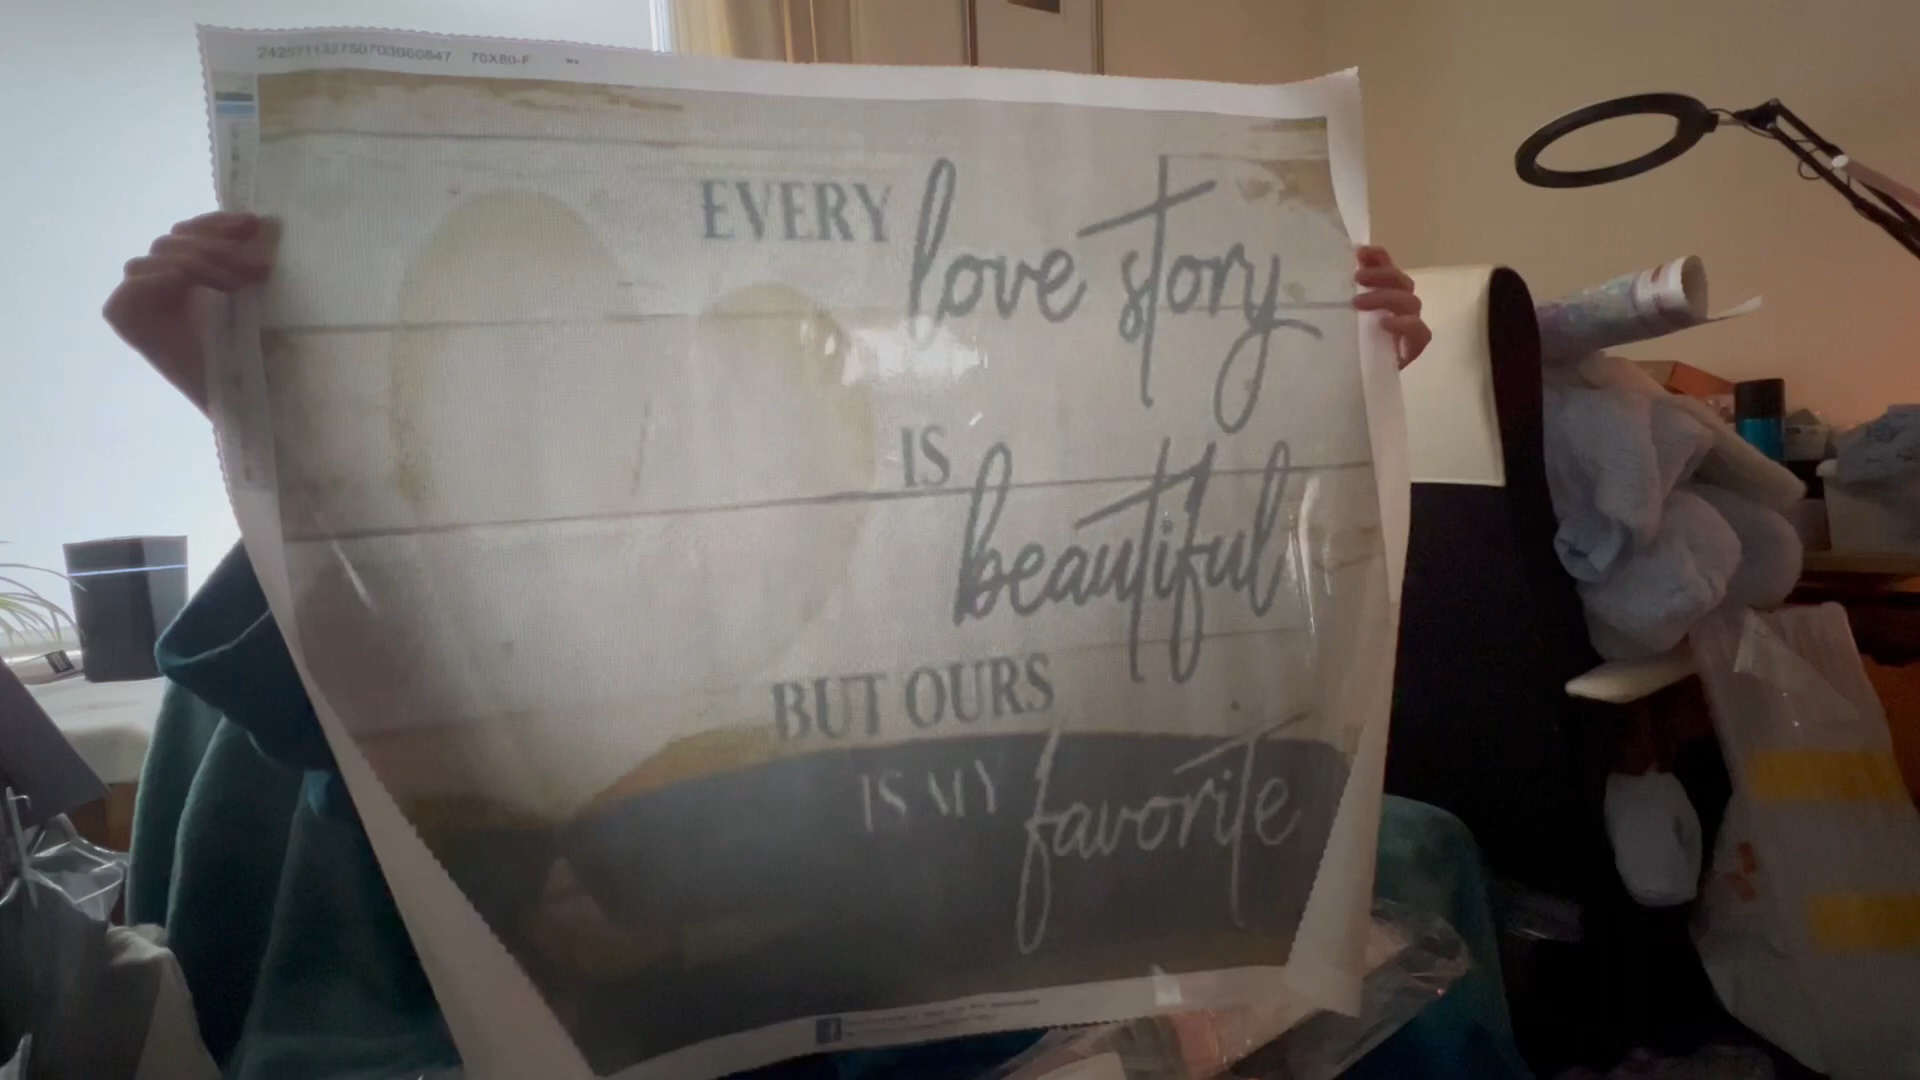 70X80-F
EVERY love story
IS
beautiful
BUT OURS
IS MY favorite